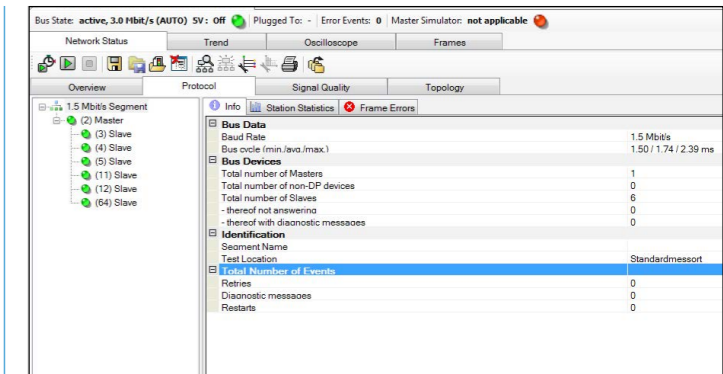 Bus State: active, 3.0 Mbit/s (AUTO) 5V: Off Plugged To: - Error Events: 0 Master Simulator: not applicable
Network Status Trend Oscilloscope Frames
Overview Protocol Signal Quality Topology
1.5 Mbit/s Segment
(2) Master
(3) Slave
(4) Slave
(5) Slave
(11) Slave
(12) Slave
(64) Slave
Info Station Statistics Frame Errors
Bus Data
Baud Rate 1.5 Mbit/s
Bus cycle (min./avg./max.) 1.50 / 1.74 / 2.39 ms
Bus Devices
Total number of Masters 1
Total number of non-DP devices 0
Total number of Slaves 6
- thereof not answering 0
- thereof with diagnostic messages 0
Identification
Segment Name
Test Location Standardmessort
Total Number of Events
Retries 0
Diagnostic messages 0
Restarts 0